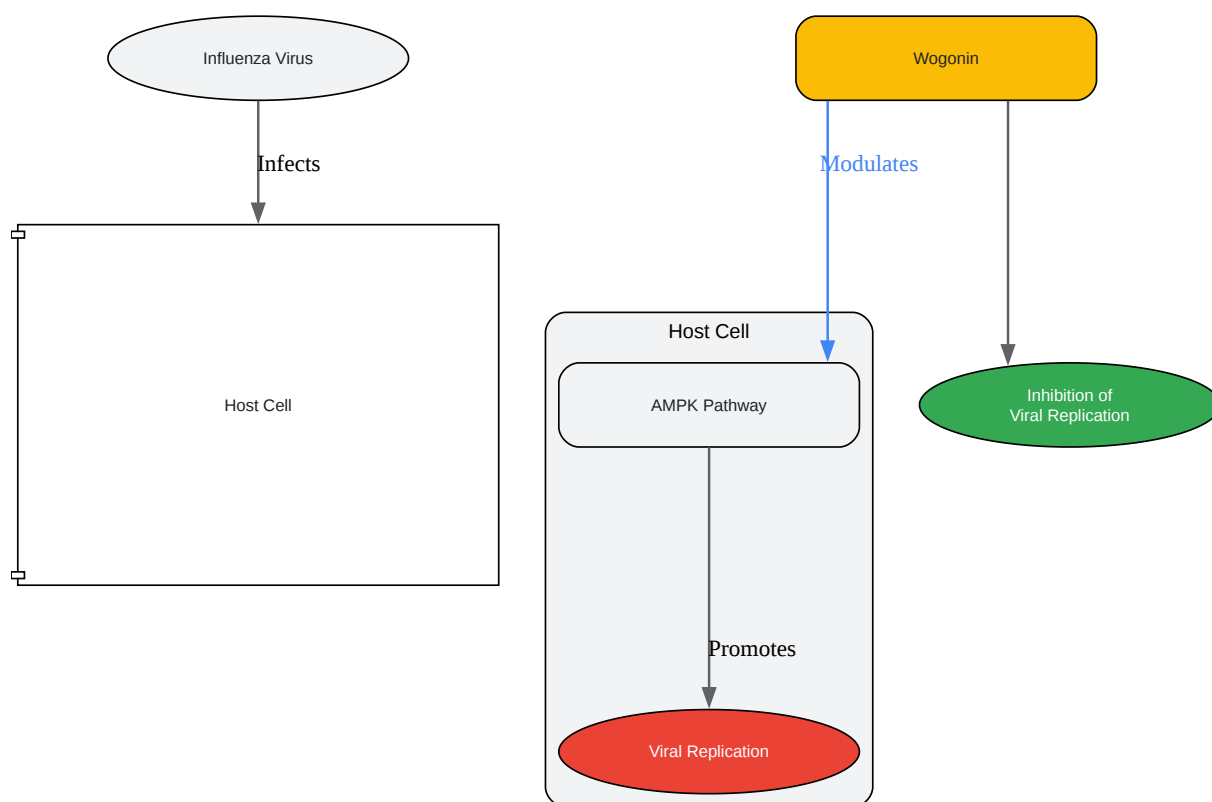 Influenza Virus
Wogonin
Infects
Modulates
Host Cell
Host Cell
AMPK Pathway
Inhibition of
Viral Replication
Promotes
Viral Replication